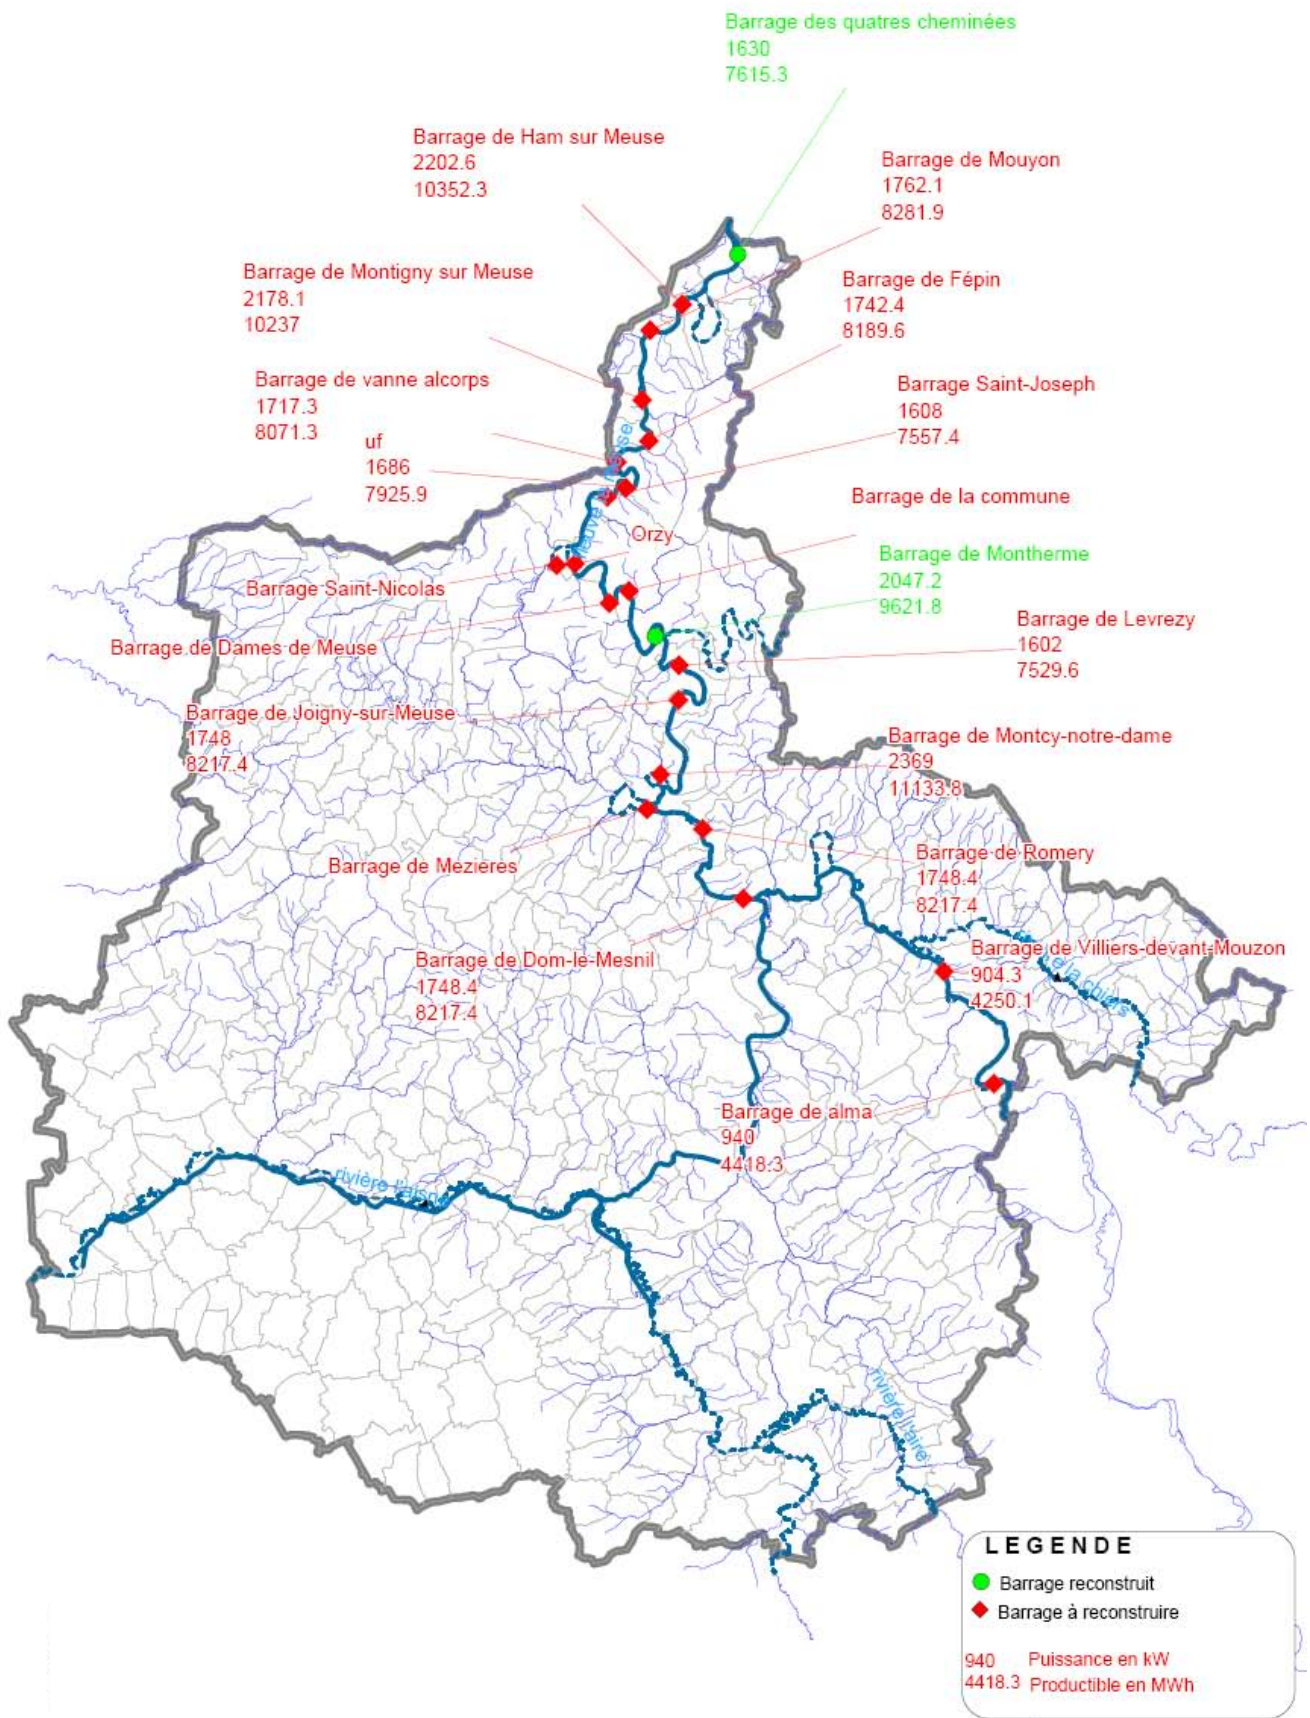 Barrage des quatres cheminées
1630
7615.3
Barrage de Ham sur Meuse
2202.6
10352.3
Barrage de Mouyon
1762.1
8281.9
Barrage de Montigny sur Meuse
2178.1
10237
Barrage de Fépin
1742.4
8189.6
Barrage de vanne alcorps
1717.3
8071.3
Barrage Saint-Joseph
1608
7557.4
uf
1686
7925.9
Barrage de la commune
Orzy
Barrage de Montherme
2047.2
9621.8
Barrage Saint-Nicolas
Barrage de Levrezy
1602
7529.6
Barrage de Dames de Meuse
Barrage de Joigny-sur-Meuse
1748
8217.4
Barrage de Montcy-notre-dame
2369
11133.8
Barrage de Mezieres
Barrage de Romery
1748.4
8217.4
Barrage de Dom-le-Mesnil
1748.4
8217.4
Barrage de Villiers-devant-Mouzon
904.3
4250.1
la chiers
Barrage de alma
940
4418.3
rivière l'aisne
rivière l'aire
LEGENDE
Barrage reconstruit
Barrage à reconstruire
940 Puissance en kW
4418.3 Productible en MWh